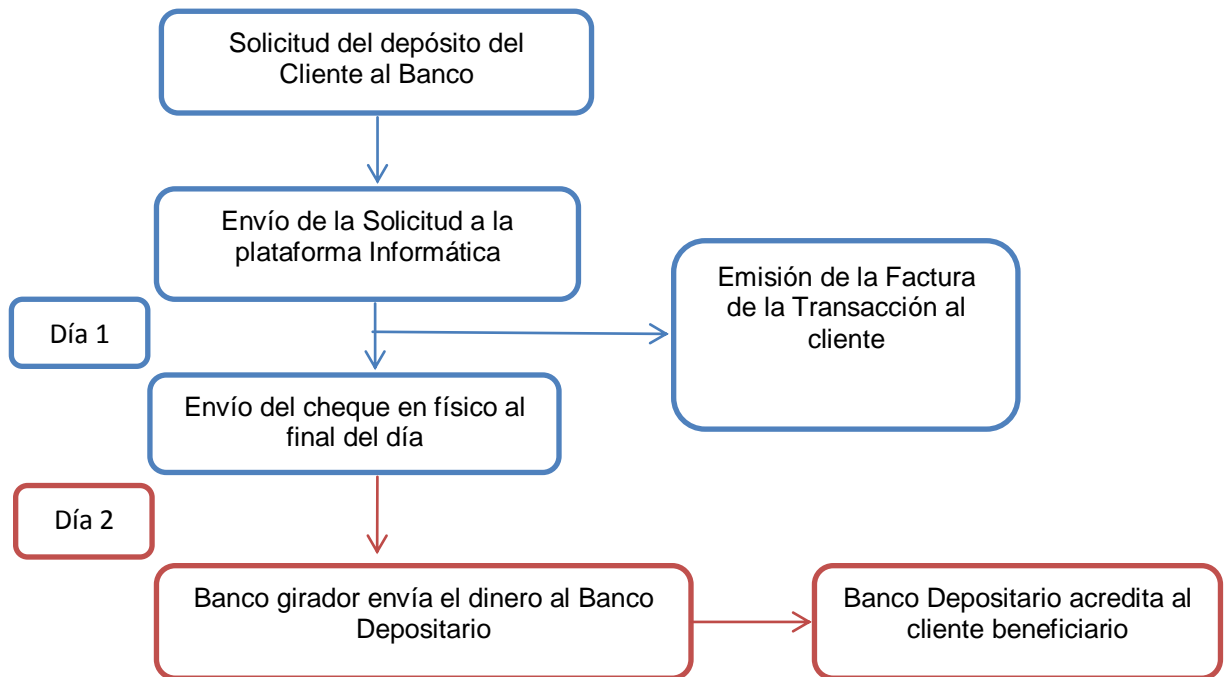 Solicitud del depósito del
Cliente al Banco
Envío de la Solicitud a la
plataforma Informática
Emisión de la Factura
de la Transacción al
cliente
Día 1
Envío del cheque en físico al
final del día
Día 2
Banco girador envía el dinero al Banco
Depositario
Banco Depositario acredita al
cliente beneficiario